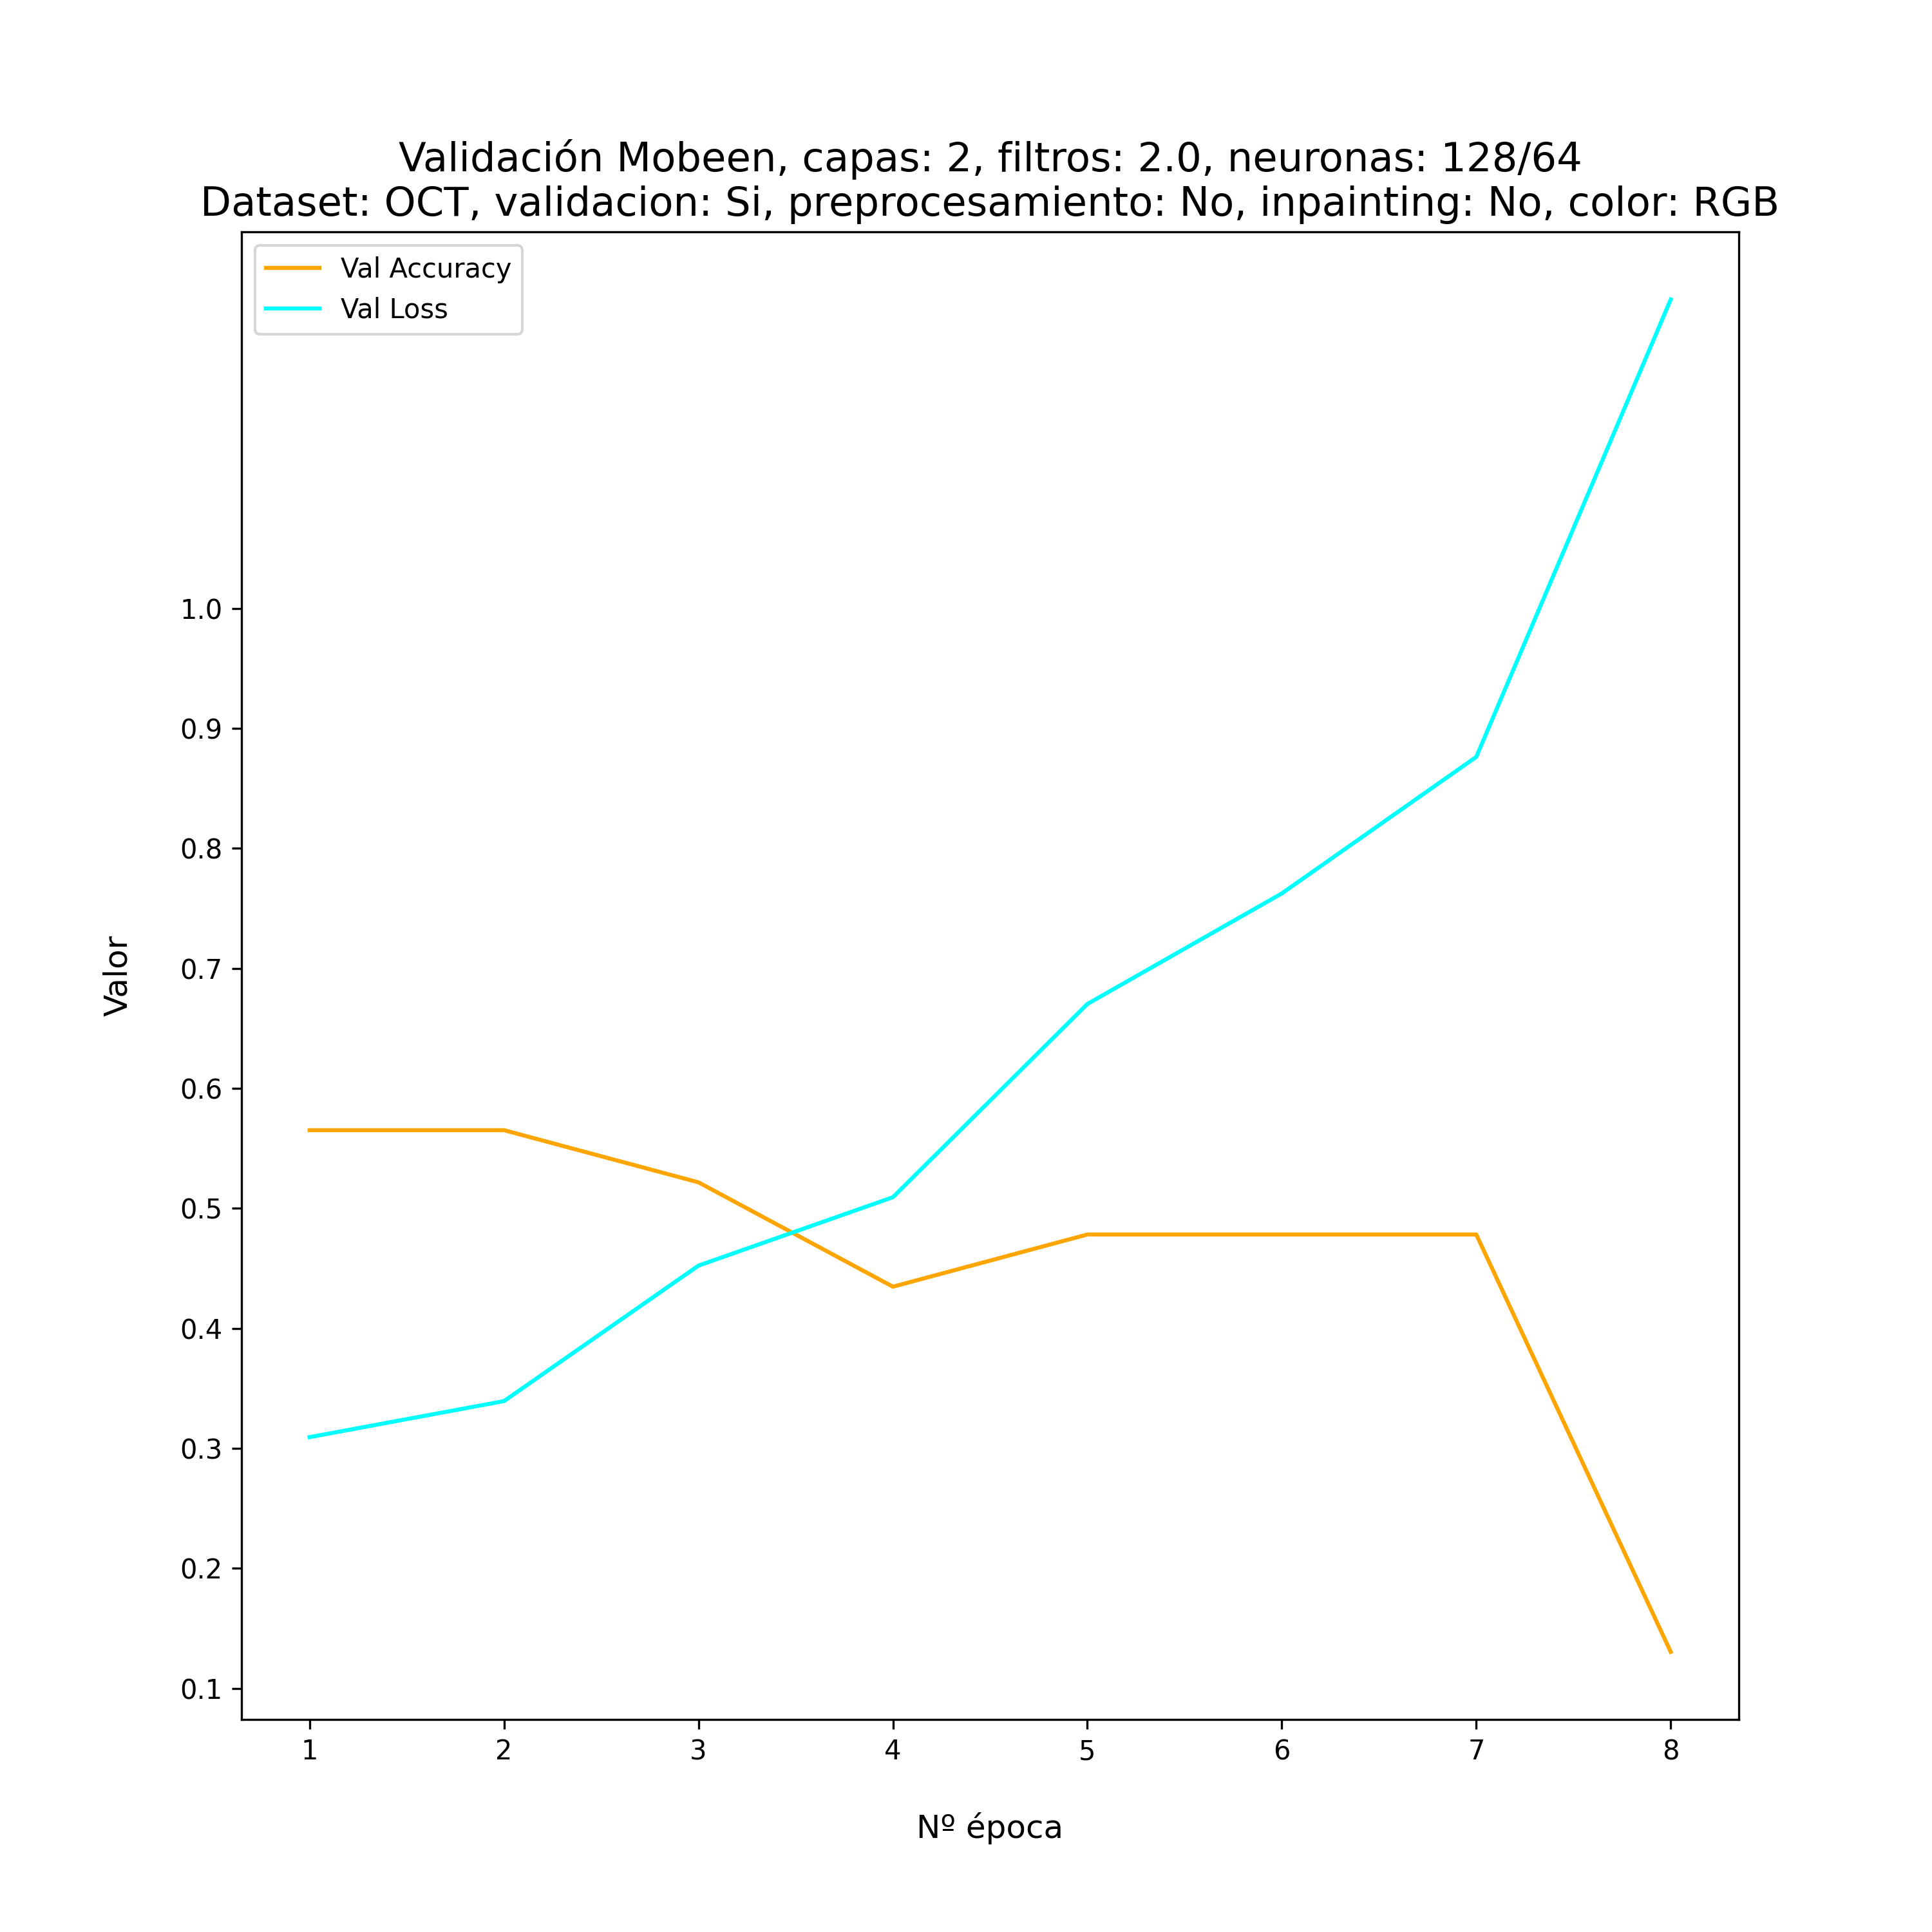 Validación Mobeen, capas: 2, filtros: 2.0, neuronas: 128/64
Dataset: OCT, validacion: Si, preprocesamiento: No, inpainting: No, color: RGB
Val Accuracy
Val Loss
1.0
0.9
0.8
0.7
0.6
0.5
0.4
0.3
0.2
0.1
Valor
1 2 3 4 5 6 7 8
Nº época